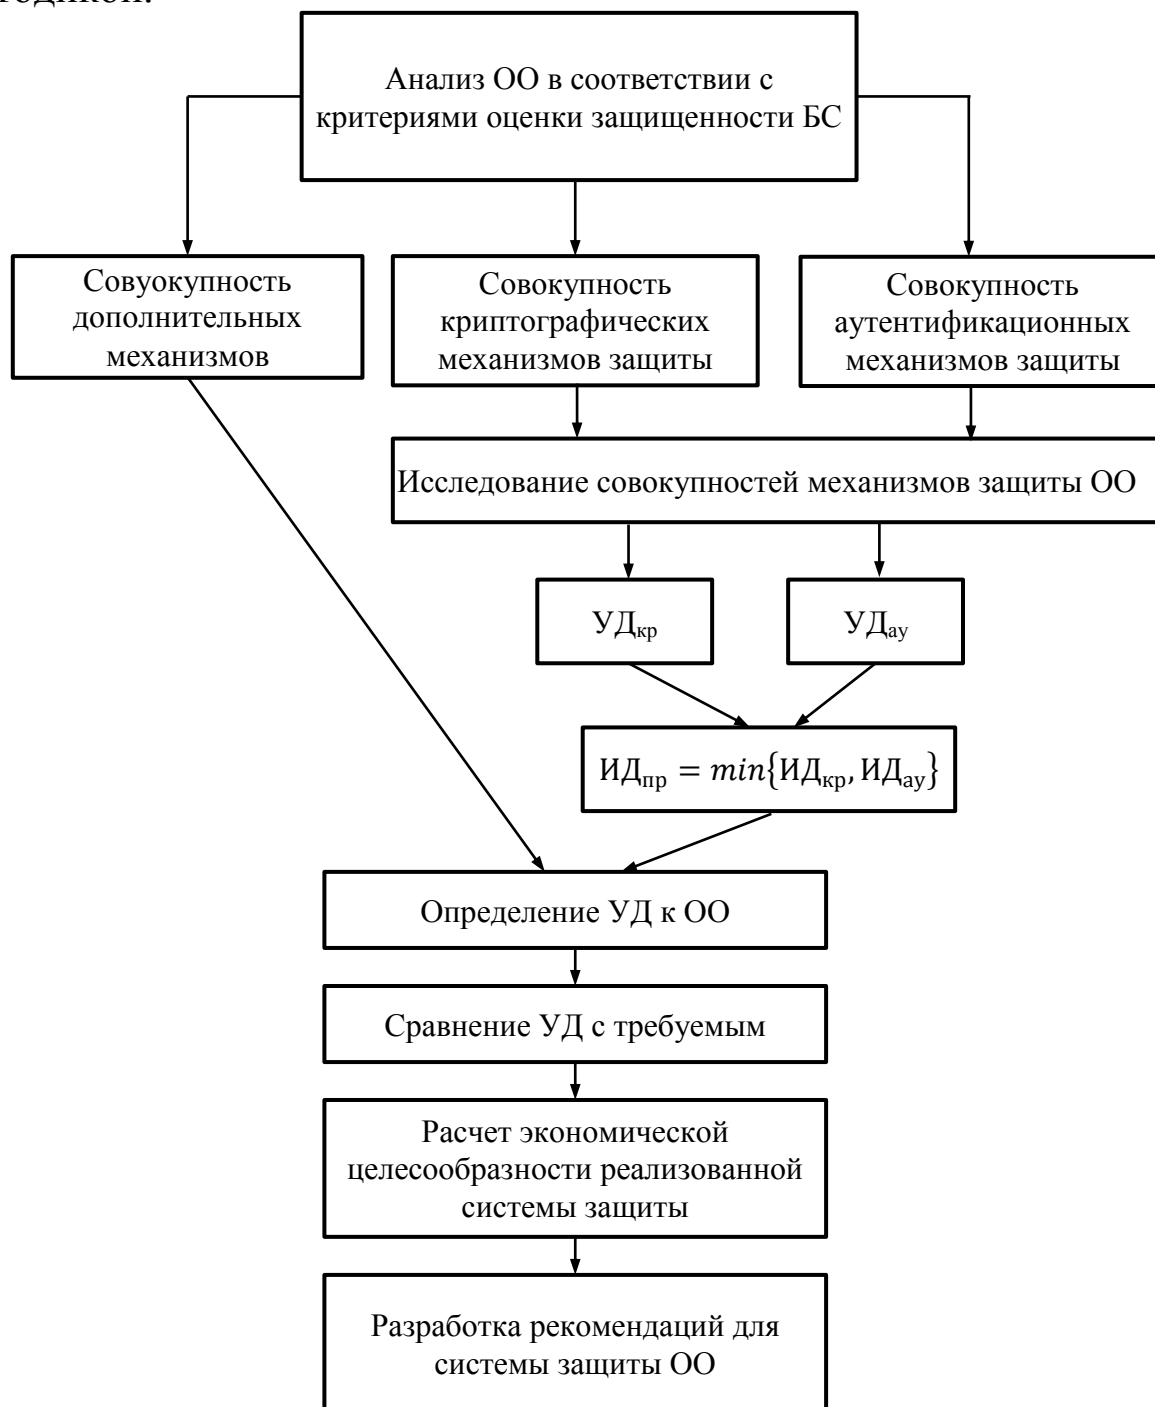 Анализ ОО в соответствии с
критериями оценки защищенности БС
Совуокупность
дополнительных
механизмов
Совокупность
криптографических
механизмов защиты
Совокупность
аутентификационных
механизмов защиты
Исследование совокупностей механизмов защиты ОО
УДкр
УДау
ИДпр = min{ИДкр, ИДау}
Определение УД к ОО
Сравнение УД с требуемым
Расчет экономической
целесообразности реализованной
системы защиты
Разработка рекомендаций для
системы защиты ОО